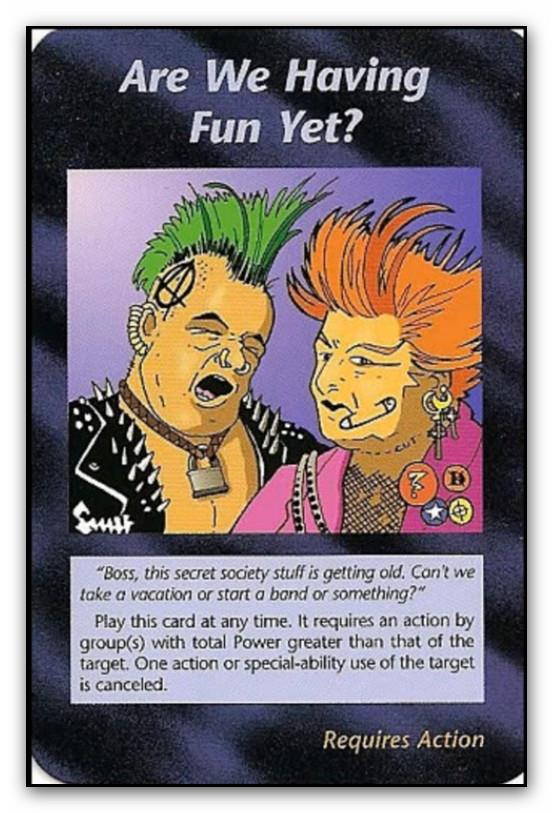 Are We Having
Fun Yet?
CUT
B
"Boss, this secret society stuff is getting old. Can't we
take a vacation or start a band or something?"
Play this card at any time. It requires an action by
group(s) with total Power greater than that of the
target. One action or special-ability use of the target
is canceled.
Requires Action